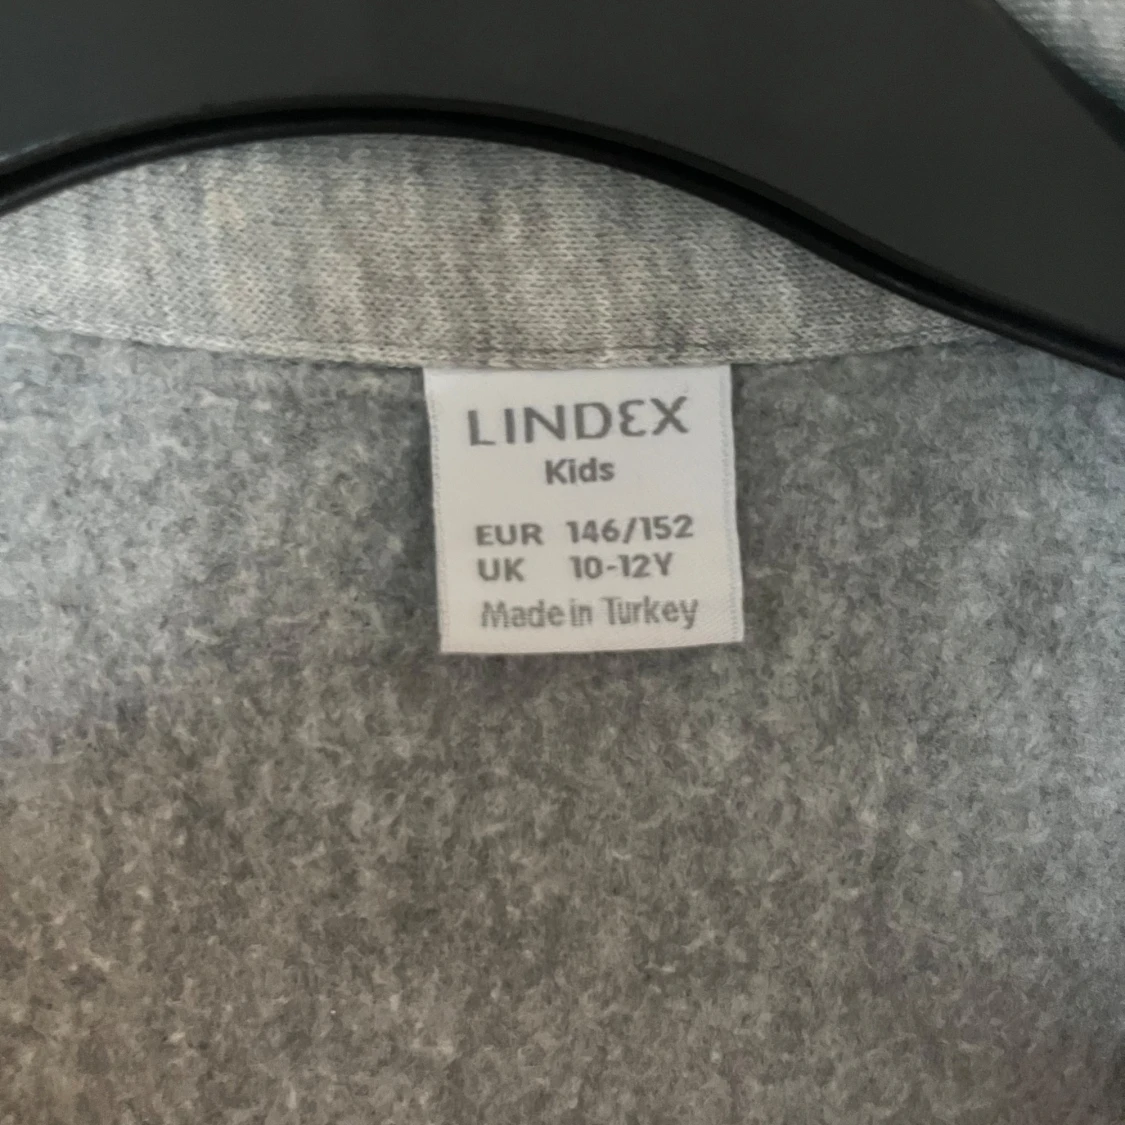 LINDEX
Kids
EUR 146/152
UK 10-12Y
Made in Turkey